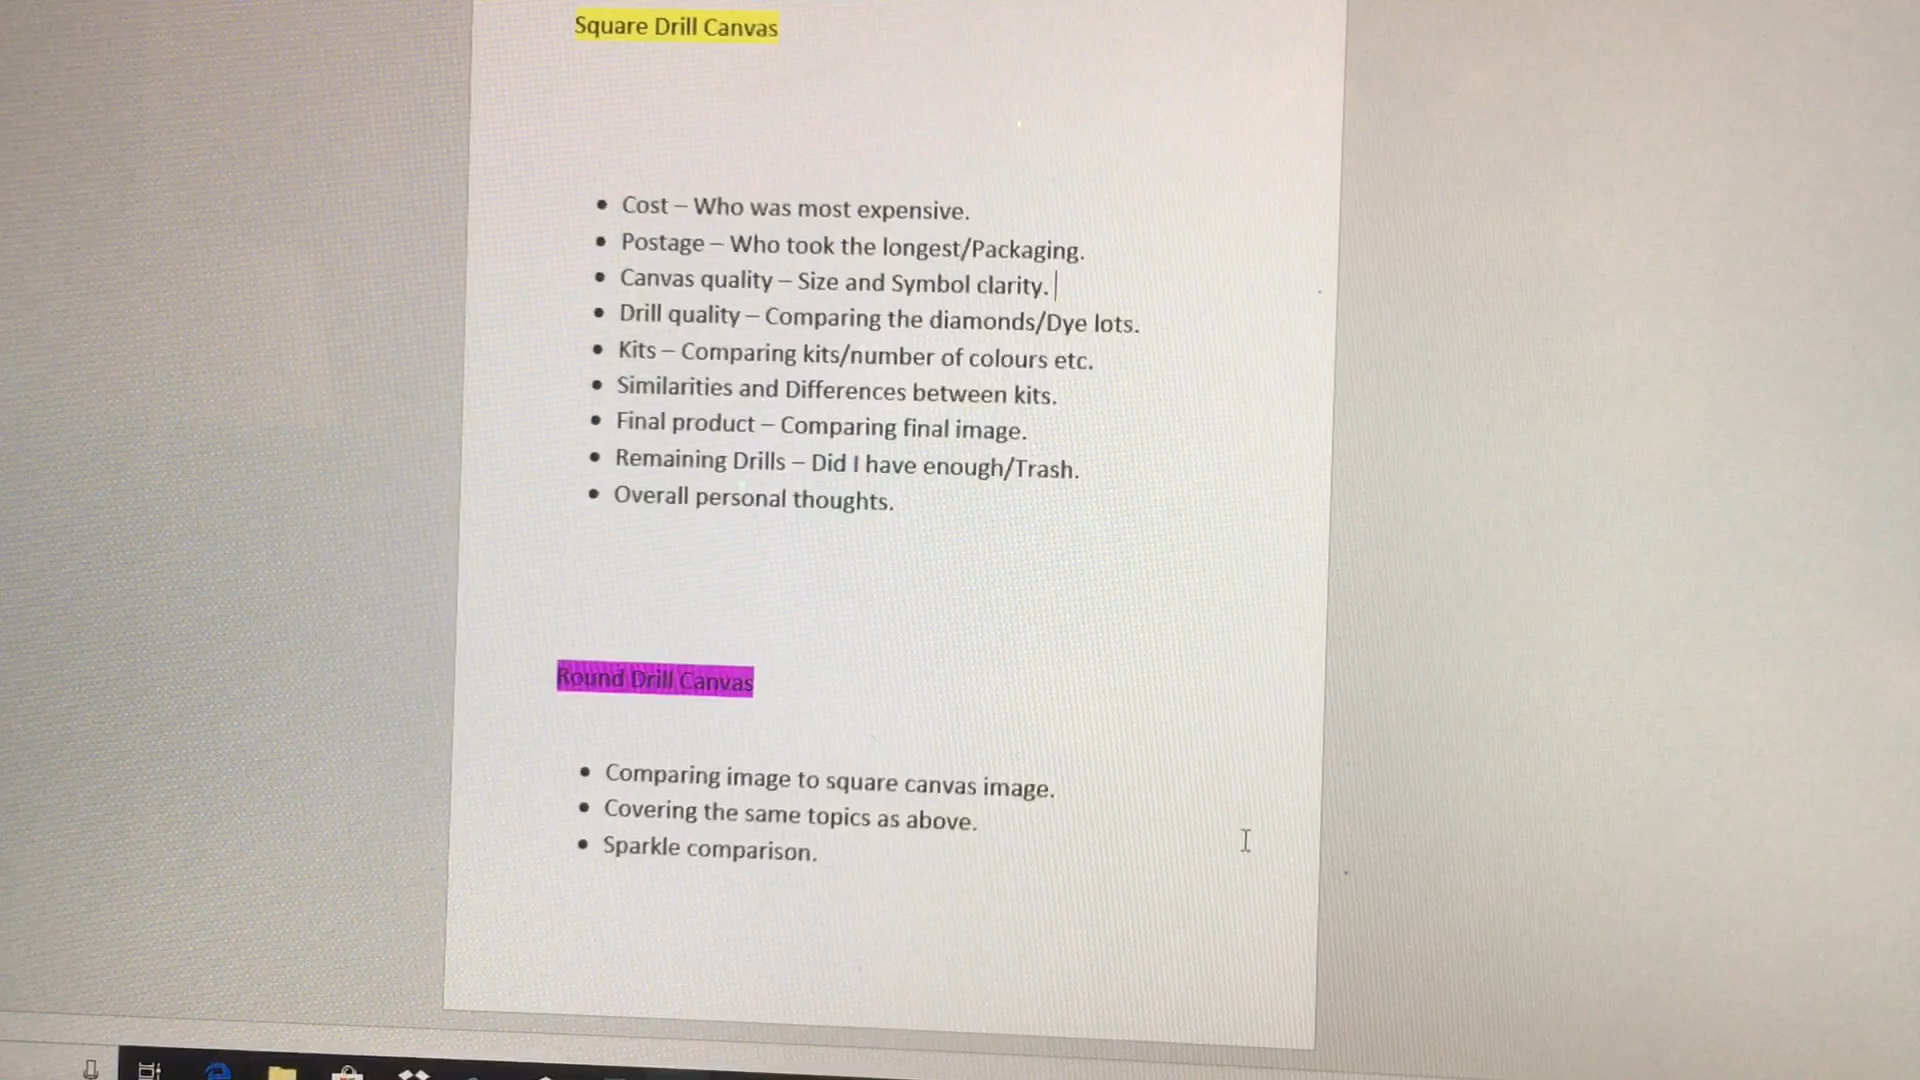 Square Drill Canvas
• Cost – Who was most expensive.
• Postage – Who took the longest/Packaging.
• Canvas quality – Size and Symbol clarity.
• Drill quality – Comparing the diamonds/Dye lots.
• Kits – Comparing kits/number of colours etc.
• Similarities and Differences between kits.
• Final product – Comparing final image.
• Remaining Drills – Did I have enough/Trash.
• Overall personal thoughts.
Round Drill Canvas
• Comparing image to square canvas image.
• Covering the same topics as above.
• Sparkle comparison.